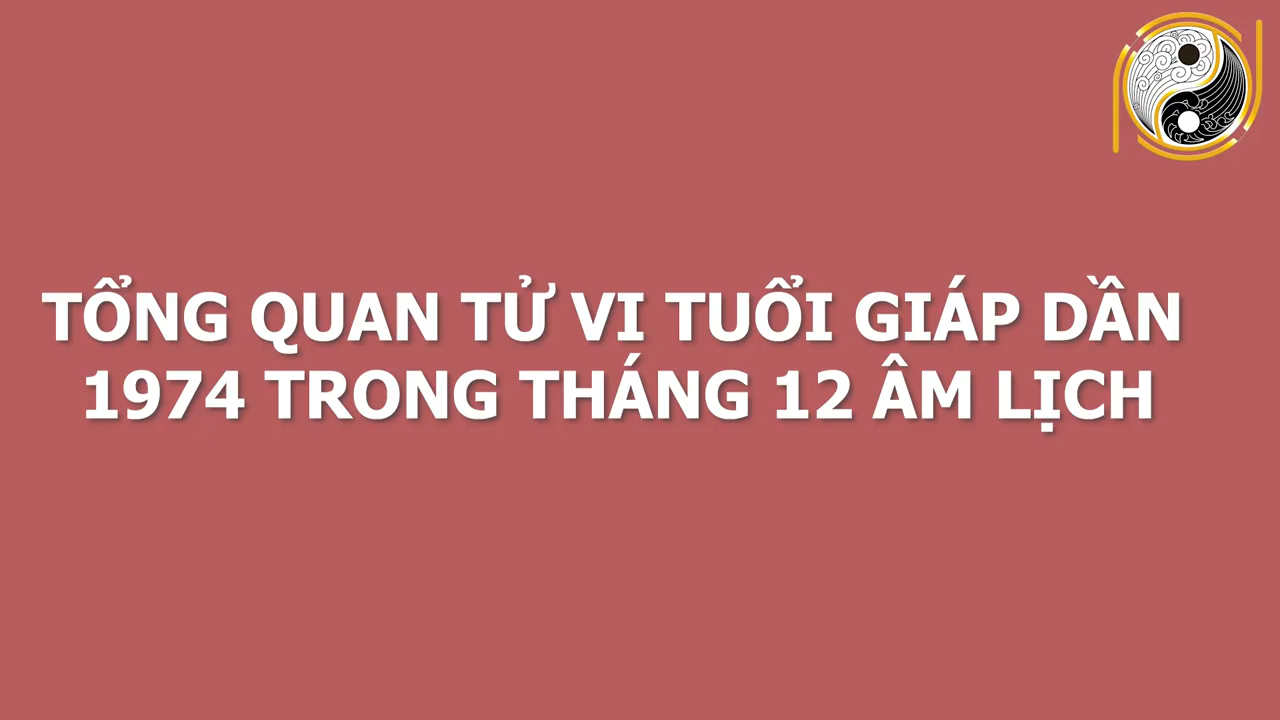 TỔNG QUAN TỬ VI TUỔI GIÁP DẦN
1974 TRONG THÁNG 12 ÂM LỊCH